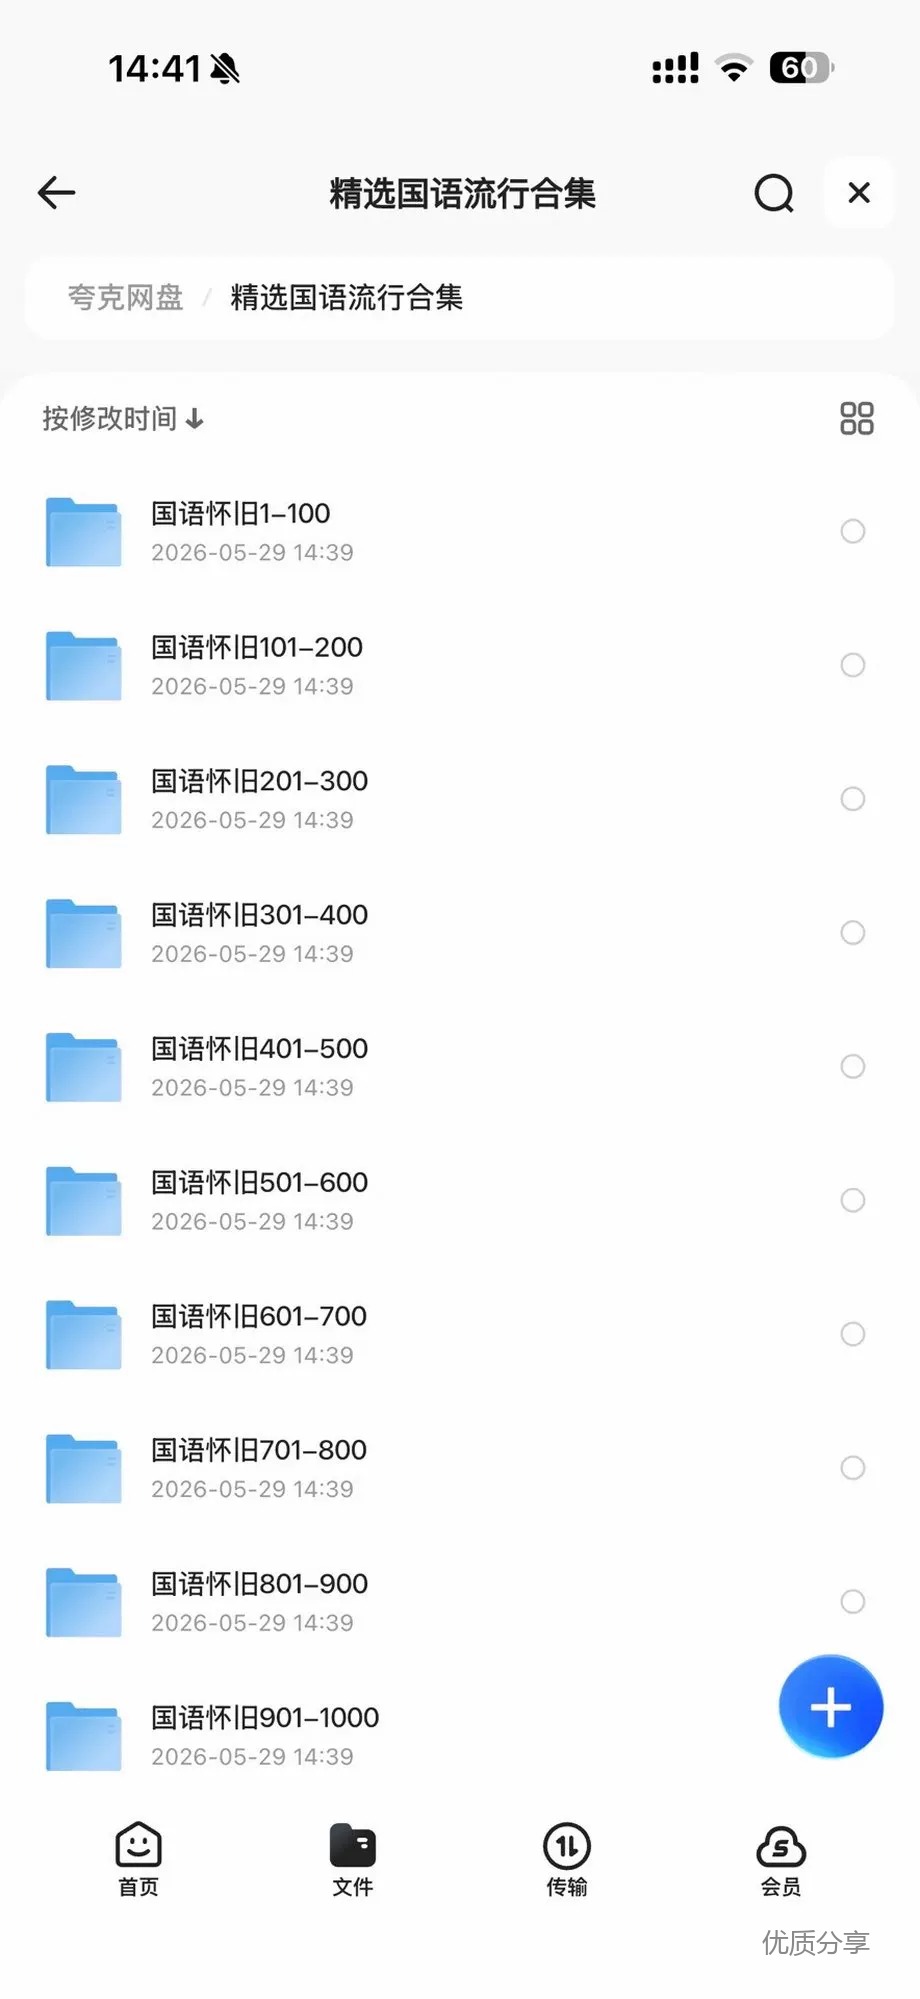 14:41
60
精选国语流行合集
夸克网盘 / 精选国语流行合集
按修改时间↓
国语怀旧1–100
2026-05-29 14:39
国语怀旧101–200
2026-05-29 14:39
国语怀旧201–300
2026-05-29 14:39
国语怀旧301–400
2026-05-29 14:39
国语怀旧401–500
2026-05-29 14:39
国语怀旧501–600
2026-05-29 14:39
国语怀旧601–700
2026-05-29 14:39
国语怀旧701–800
2026-05-29 14:39
国语怀旧801–900
2026-05-29 14:39
国语怀旧901–1000
2026-05-29 14:39
首页 文件 传输 会员
优质分享